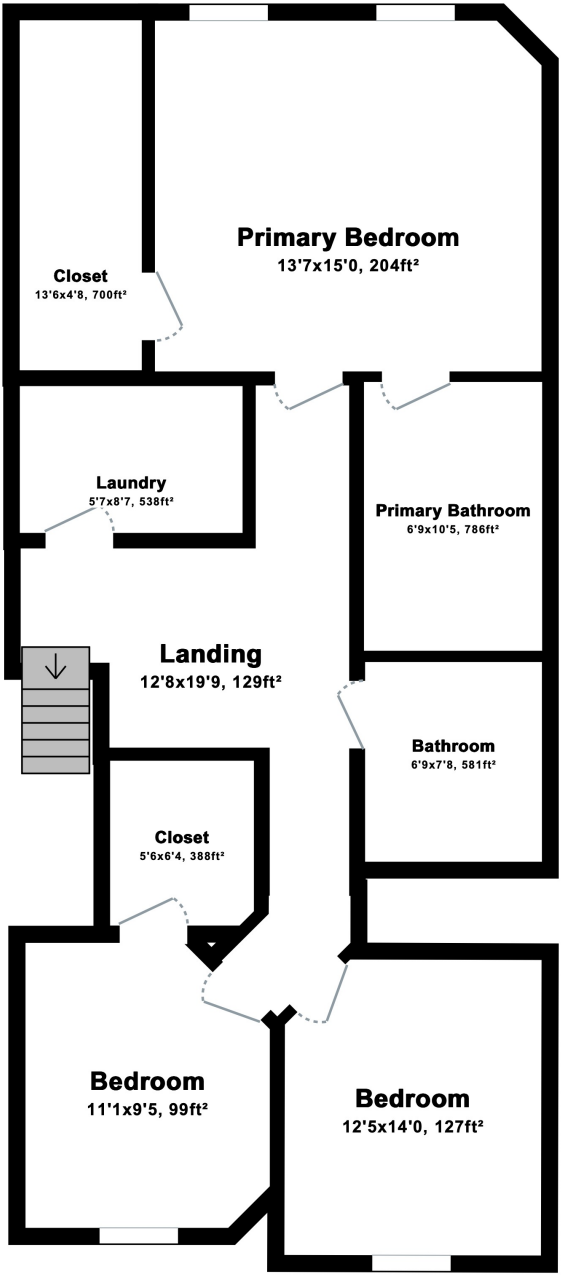 Primary Bedroom
13'7x15'0, 204ft²
Closet
13'6x4'8, 700ft²
Laundry
5'7x8'7, 538ft²
Primary Bathroom
6'9x10'5, 786ft²
Landing
12'8x19'9, 129ft²
Bathroom
6'9x7'8, 581ft²
Closet
5'6x6'4, 388ft²
Bedroom
11'1x9'5, 99ft²
Bedroom
12'5x14'0, 127ft²